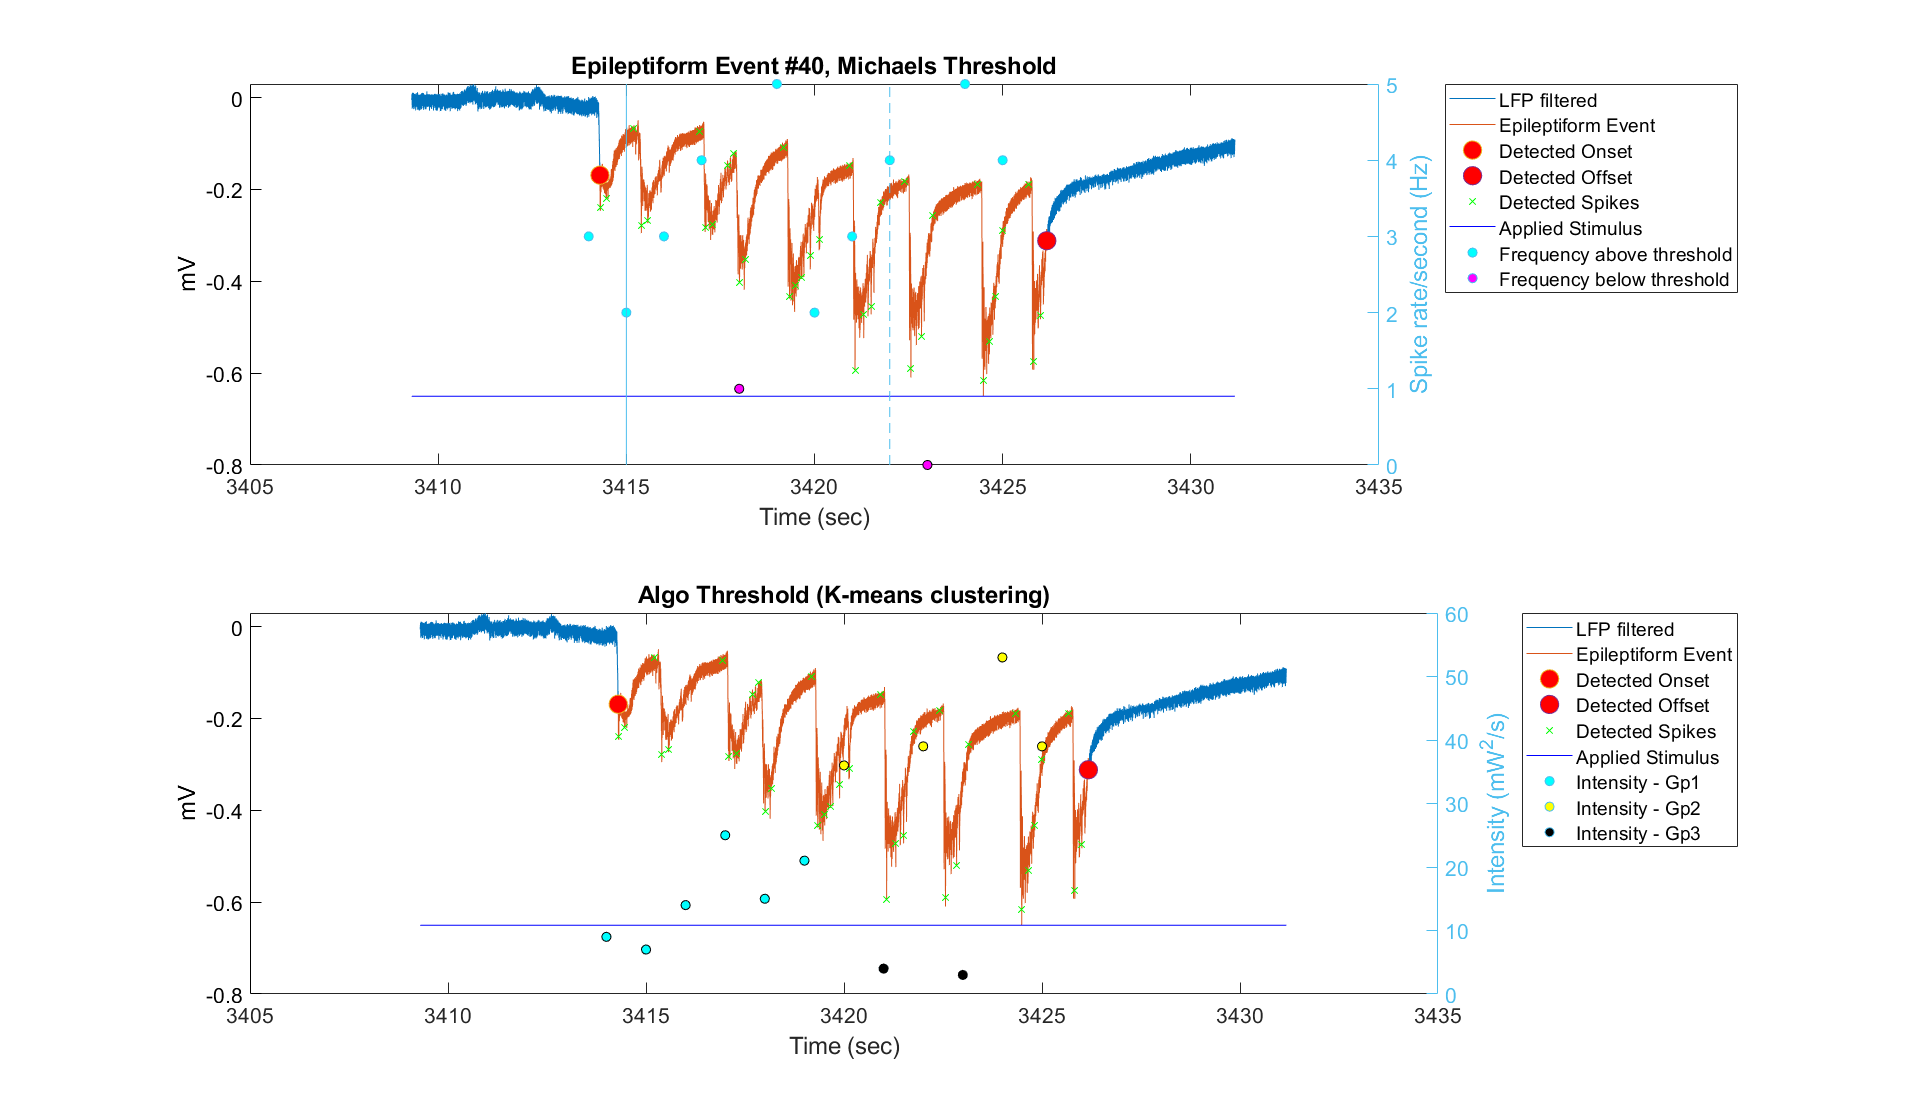 Epileptiform Event #40, Michaels Threshold
0
-0.2
-0.4
-0.6
-0.8
mV
3405
3410
3415
3420
3425
3430
3435
Time (sec)
5
4
3
2
1
0
Spike rate/second (Hz)
LFP filtered
Epileptiform Event
Detected Onset
Detected Offset
Detected Spikes
Applied Stimulus
Frequency above threshold
Frequency below threshold
Algo Threshold (K-means clustering)
0
-0.2
-0.4
-0.6
-0.8
mV
3405
3410
3415
3420
3425
3430
3435
Time (sec)
60
50
40
30
20
10
0
Intensity (mW²/s)
LFP filtered
Epileptiform Event
Detected Onset
Detected Offset
Detected Spikes
Applied Stimulus
Intensity - Gp1
Intensity - Gp2
Intensity - Gp3